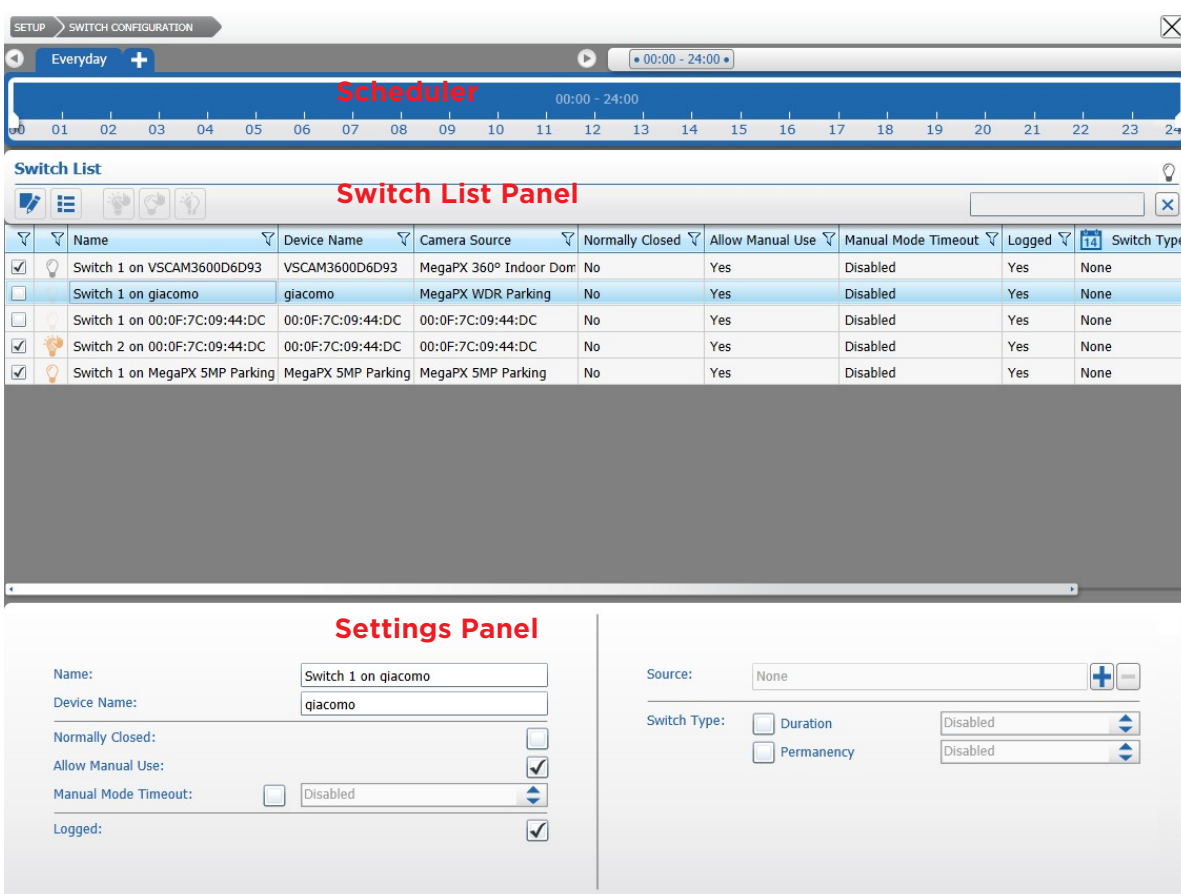 SETUP SWITCH CONFIGURATION
Everyday 00:00 - 24:00
Scheduler 00:00 - 24:00
00 01 02 03 04 05 06 07 08 09 10 11 12 13 14 15 16 17 18 19 20 21 22 23 24
Switch List
Switch List Panel
Name Device Name Camera Source Normally Closed Allow Manual Use Manual Mode Timeout Logged 14 Switch Type
Switch 1 on VSCAM3600D6D93 VSCAM3600D6D93 MegaPX 360° Indoor Dom No Yes Disabled Yes None
Switch 1 on giacomo giacomo MegaPX WDR Parking No Yes Disabled Yes None
Switch 1 on 00:0F:7C:09:44:DC 00:0F:7C:09:44:DC 00:0F:7C:09:44:DC No Yes Disabled Yes None
Switch 2 on 00:0F:7C:09:44:DC 00:0F:7C:09:44:DC 00:0F:7C:09:44:DC No Yes Disabled Yes None
Switch 1 on MegaPX 5MP Parking MegaPX 5MP Parking MegaPX 5MP Parking No Yes Disabled Yes None
Settings Panel
Name: Switch 1 on giacomo
Device Name: giacomo
Normally Closed:
Allow Manual Use:
Manual Mode Timeout: Disabled
Logged:
Source: None
Switch Type: Duration Disabled
Permanency Disabled